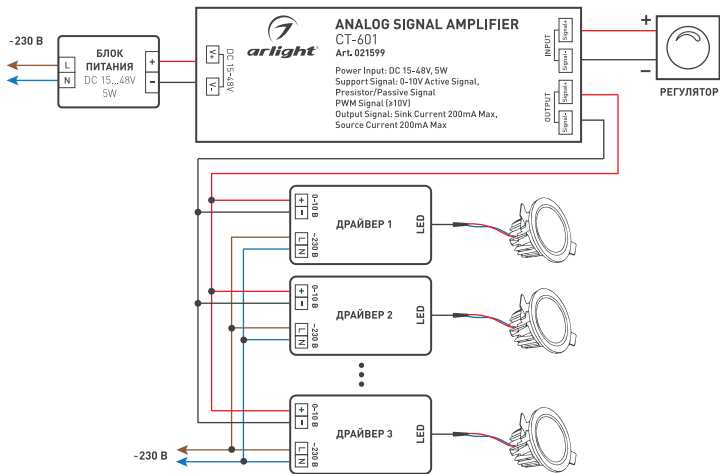 ~230 В
БЛОК
ПИТАНИЯ
DC 15...48V
5W
L
N
+
-
V+
V-
DC 15-48V
arlight
ANALOG SIGNAL AMPLIFIER
CT-601
Art. 021599
Power Input: DC 15-48V, 5W
Support Signal: 0-10V Active Signal,
Presistor/Passive Signal
PWM Signal (≥10V)
Output Signal: Sink Current 200mA Max,
Source Current 200mA Max
INPUT
Signal+
Signal-
OUTPUT
Signal+
Signal-
+
−
РЕГУЛЯТОР
+
-
0-10 В
L
N
~230 В
ДРАЙВЕР 1
LED
+
-
0-10 В
L
N
~230 В
ДРАЙВЕР 2
LED
+
-
0-10 В
L
N
~230 В
ДРАЙВЕР 3
LED
~230 В